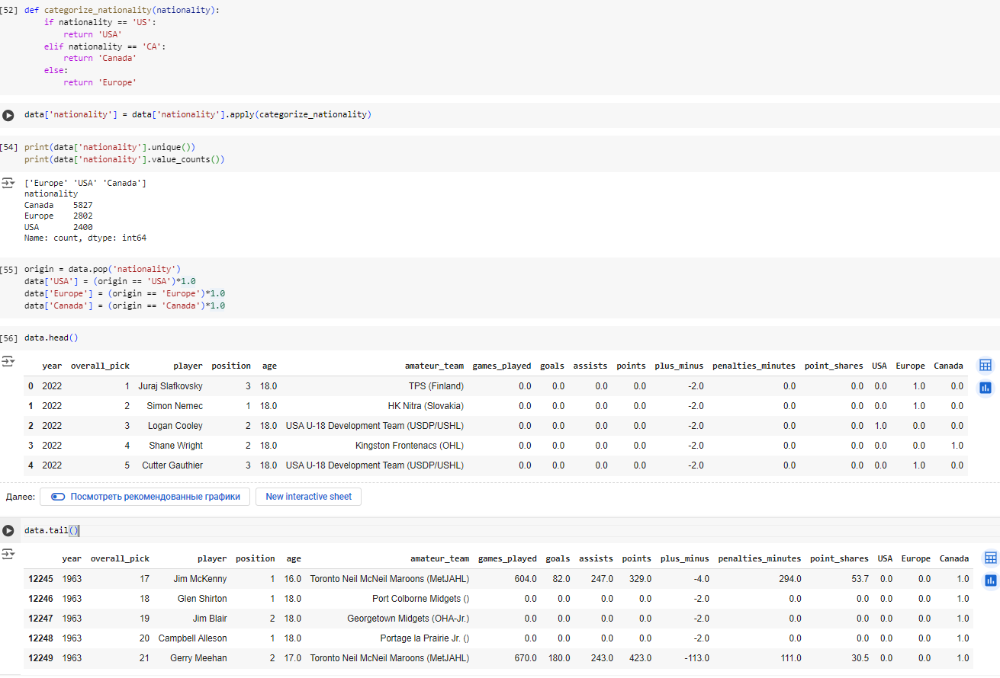 [52] def categorize_nationality(nationality):
if nationality == 'US':
return 'USA'
elif nationality == 'CA':
return 'Canada'
else:
return 'Europe'
data['nationality'] = data['nationality'].apply(categorize_nationality)
[54] print(data['nationality'].unique())
print(data['nationality'].value_counts())
['Europe' 'USA' 'Canada']
nationality
Canada 5827
Europe 2802
USA 2400
Name: count, dtype: int64
[55] origin = data.pop('nationality')
data['USA'] = (origin == 'USA')*1.0
data['Europe'] = (origin == 'Europe')*1.0
data['Canada'] = (origin == 'Canada')*1.0
[56] data.head()
year overall_pick player position age amateur_team games_played goals assists points plus_minus penalties_minutes point_shares USA Europe Canada
0 2022 1 Juraj Slafkovsky 3 18.0 TPS (Finland) 0.0 0.0 0.0 0.0 -2.0 0.0 0.0 0.0 1.0 0.0
1 2022 2 Simon Nemec 1 18.0 HK Nitra (Slovakia) 0.0 0.0 0.0 0.0 -2.0 0.0 0.0 0.0 1.0 0.0
2 2022 3 Logan Cooley 2 18.0 USA U-18 Development Team (USDP/USHL) 0.0 0.0 0.0 0.0 -2.0 0.0 0.0 1.0 0.0 0.0
3 2022 4 Shane Wright 2 18.0 Kingston Frontenacs (OHL) 0.0 0.0 0.0 0.0 -2.0 0.0 0.0 0.0 0.0 1.0
4 2022 5 Cutter Gauthier 3 18.0 USA U-18 Development Team (USDP/USHL) 0.0 0.0 0.0 0.0 -2.0 0.0 0.0 0.0 1.0 0.0
Далее: Посмотреть рекомендованные графики New interactive sheet
data.tail()
year overall_pick player position age amateur_team games_played goals assists points plus_minus penalties_minutes point_shares USA Europe Canada
12245 1963 17 Jim McKenny 1 16.0 Toronto Neil McNeil Maroons (MetJAHL) 604.0 82.0 247.0 329.0 -4.0 294.0 53.7 0.0 0.0 1.0
12246 1963 18 Glen Shirton 1 18.0 Port Colborne Midgets () 0.0 0.0 0.0 0.0 -2.0 0.0 0.0 0.0 0.0 1.0
12247 1963 19 Jim Blair 2 18.0 Georgetown Midgets (OHA-Jr.) 0.0 0.0 0.0 0.0 -2.0 0.0 0.0 0.0 0.0 1.0
12248 1963 20 Campbell Alleson 1 18.0 Portage la Prairie Jr. () 0.0 0.0 0.0 0.0 -2.0 0.0 0.0 0.0 0.0 1.0
12249 1963 21 Gerry Meehan 2 17.0 Toronto Neil McNeil Maroons (MetJAHL) 670.0 180.0 243.0 423.0 -113.0 111.0 30.5 0.0 0.0 1.0